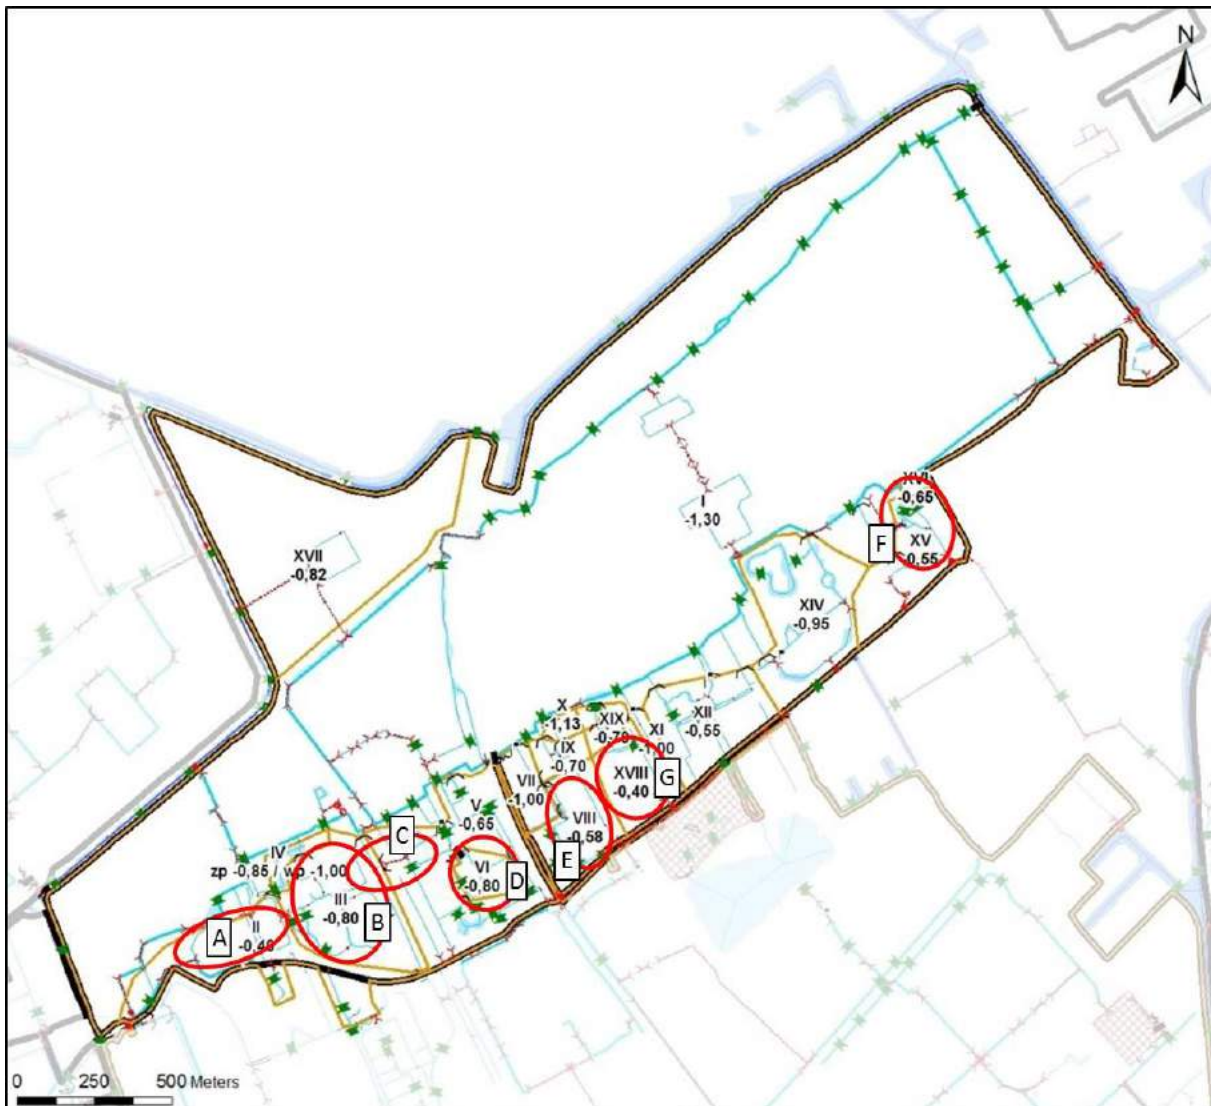 N
XVI
-0,65
F
XV
-0,55
I
-1,30
XVII
-0,82
XIV
-0,95
X
-1,13
XIX
-0,70
XII
-0,55
XI
-1,00
IX
-0,70
VII
-1,00
XVIII
-0,40
G
V
-0,65
VIII
-0,58
E
C
IV
zp -0,85 / wp -1,00
VI
-0,80
D
III
-0,80
B
A
II
-0,40
0 250 500 Meters